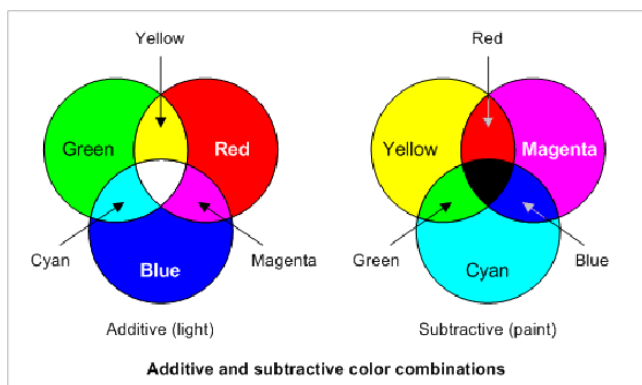 Yellow
Red
Green
Red
Yellow
Magenta
Cyan
Blue
Magenta
Green
Cyan
Blue
Additive (light)
Subtractive (paint)
Additive and subtractive color combinations